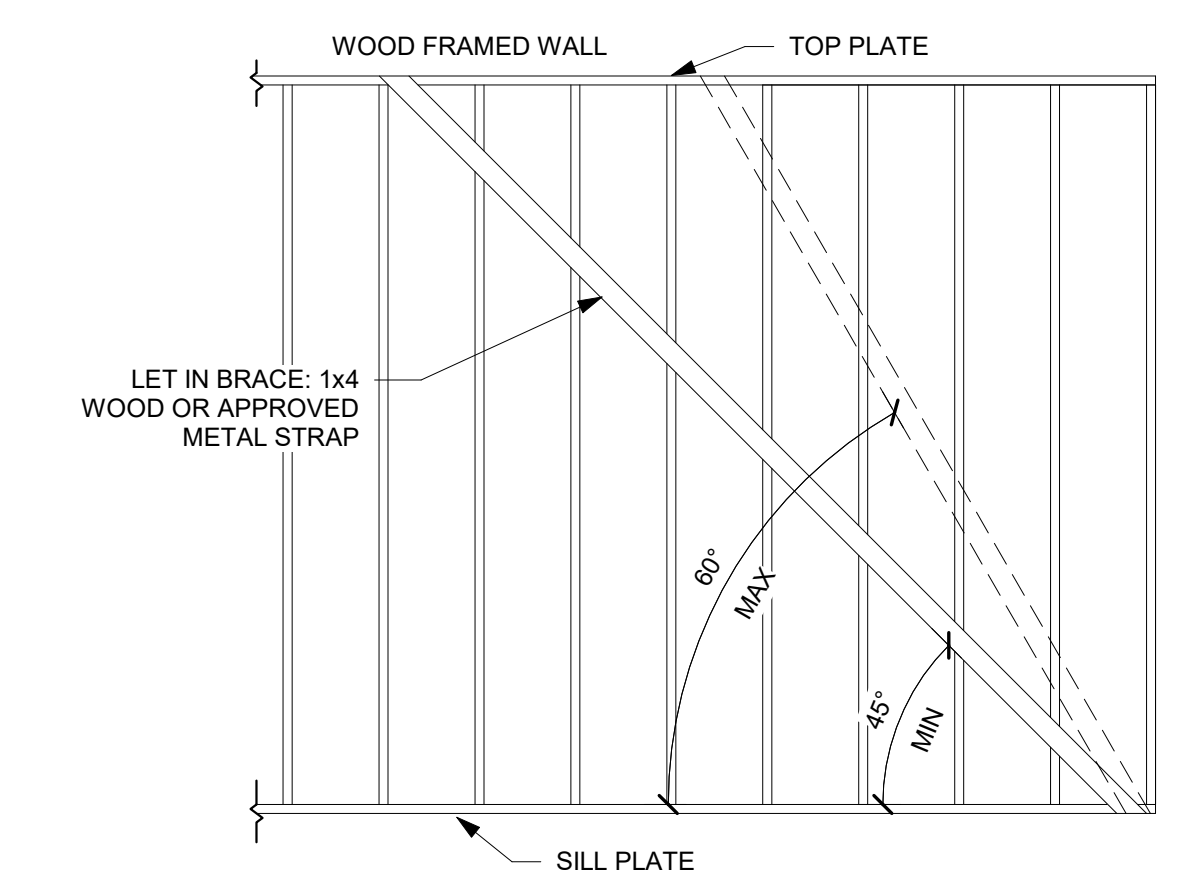 WOOD FRAMED WALL
TOP PLATE
LET IN BRACE: 1x4
WOOD OR APPROVED
METAL STRAP
60°
MAX
45°
MIN
SILL PLATE